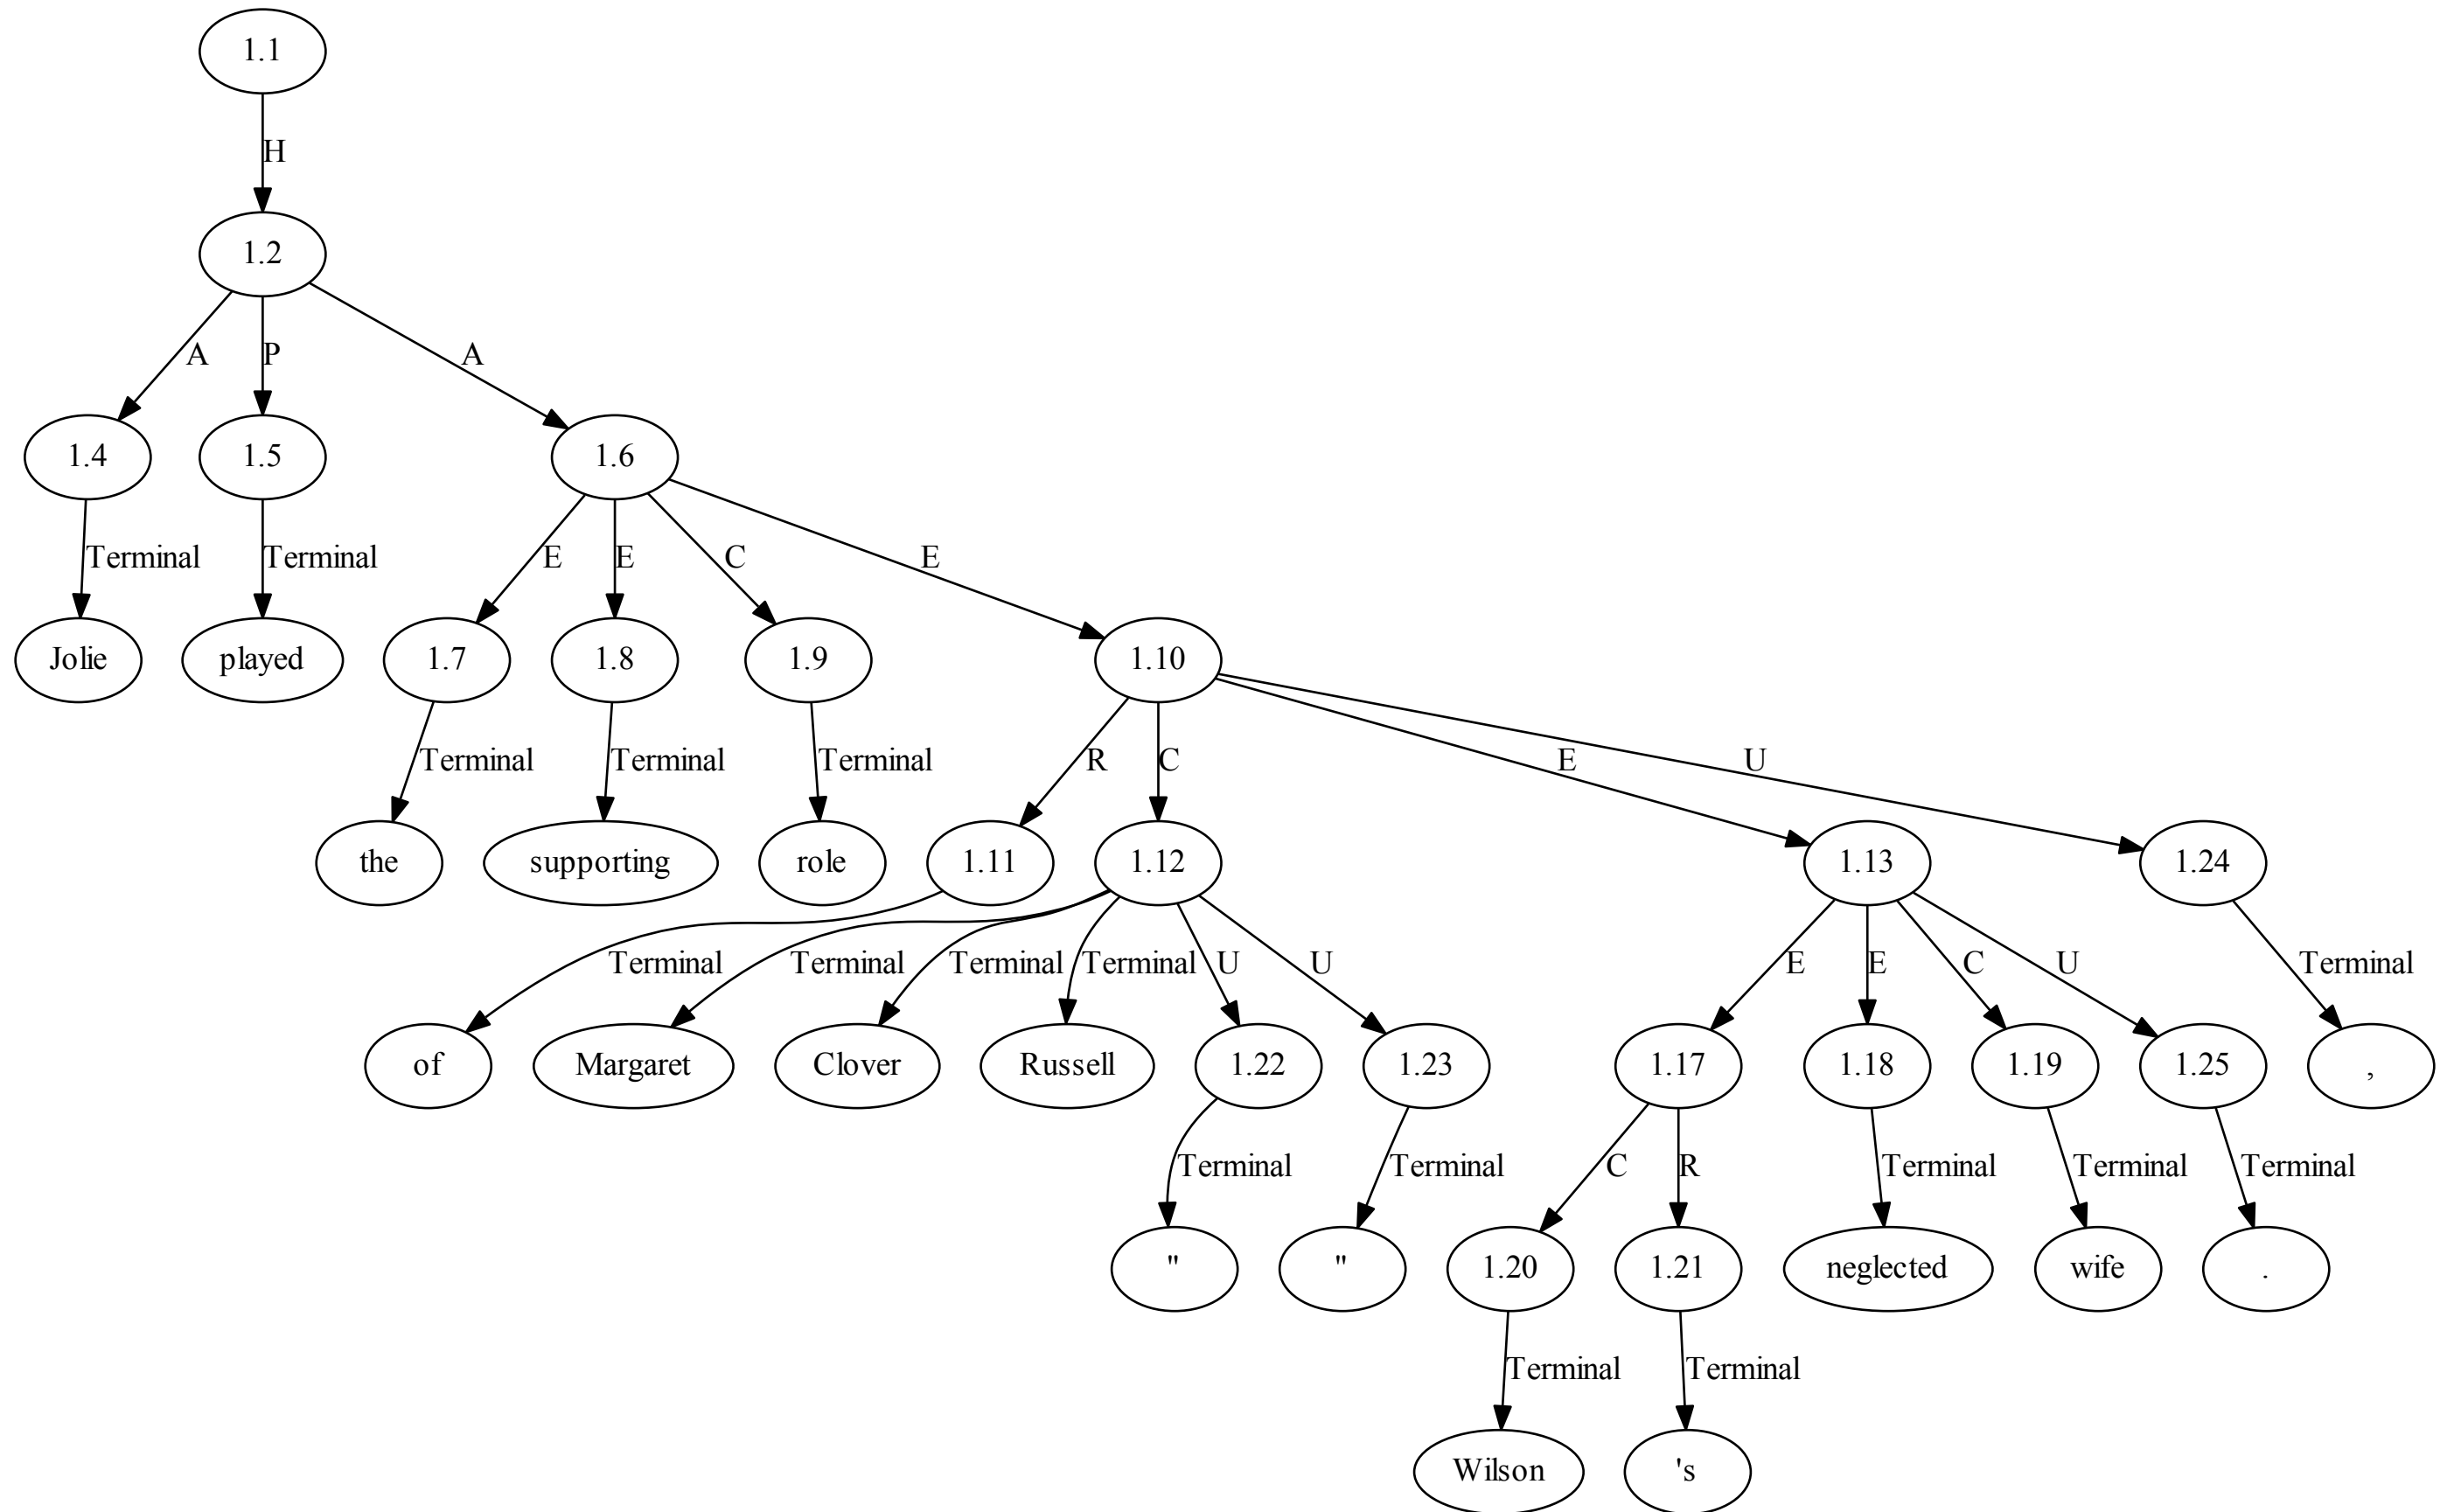 1.1
H
1.2
A P A
1.4 1.5 1.6
Terminal Terminal E E C E
Jolie played 1.7 1.8 1.9 1.10
Terminal Terminal Terminal R C E U
the supporting role 1.11 1.12 1.13 1.24
Terminal Terminal Terminal Terminal U U E E C U Terminal
of Margaret Clover Russell 1.22 1.23 1.17 1.18 1.19 1.25 ,
Terminal Terminal C R Terminal Terminal Terminal
" " 1.20 1.21 neglected wife .
Terminal Terminal
Wilson 's